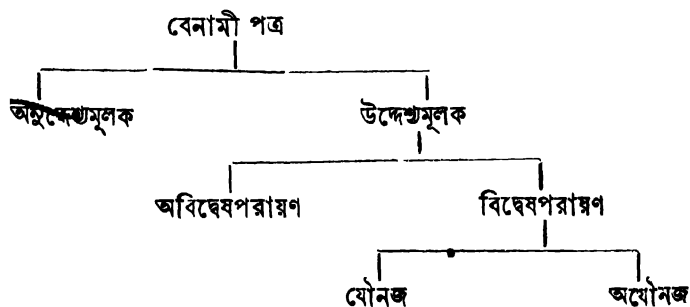 বেনামী পত্র
অনুদ্দেশ্যমূলক উদ্দেশ্যমূলক
অবিদ্বেষপরায়ণ বিদ্বেষপরায়ণ
যৌনজ অযৌনজ